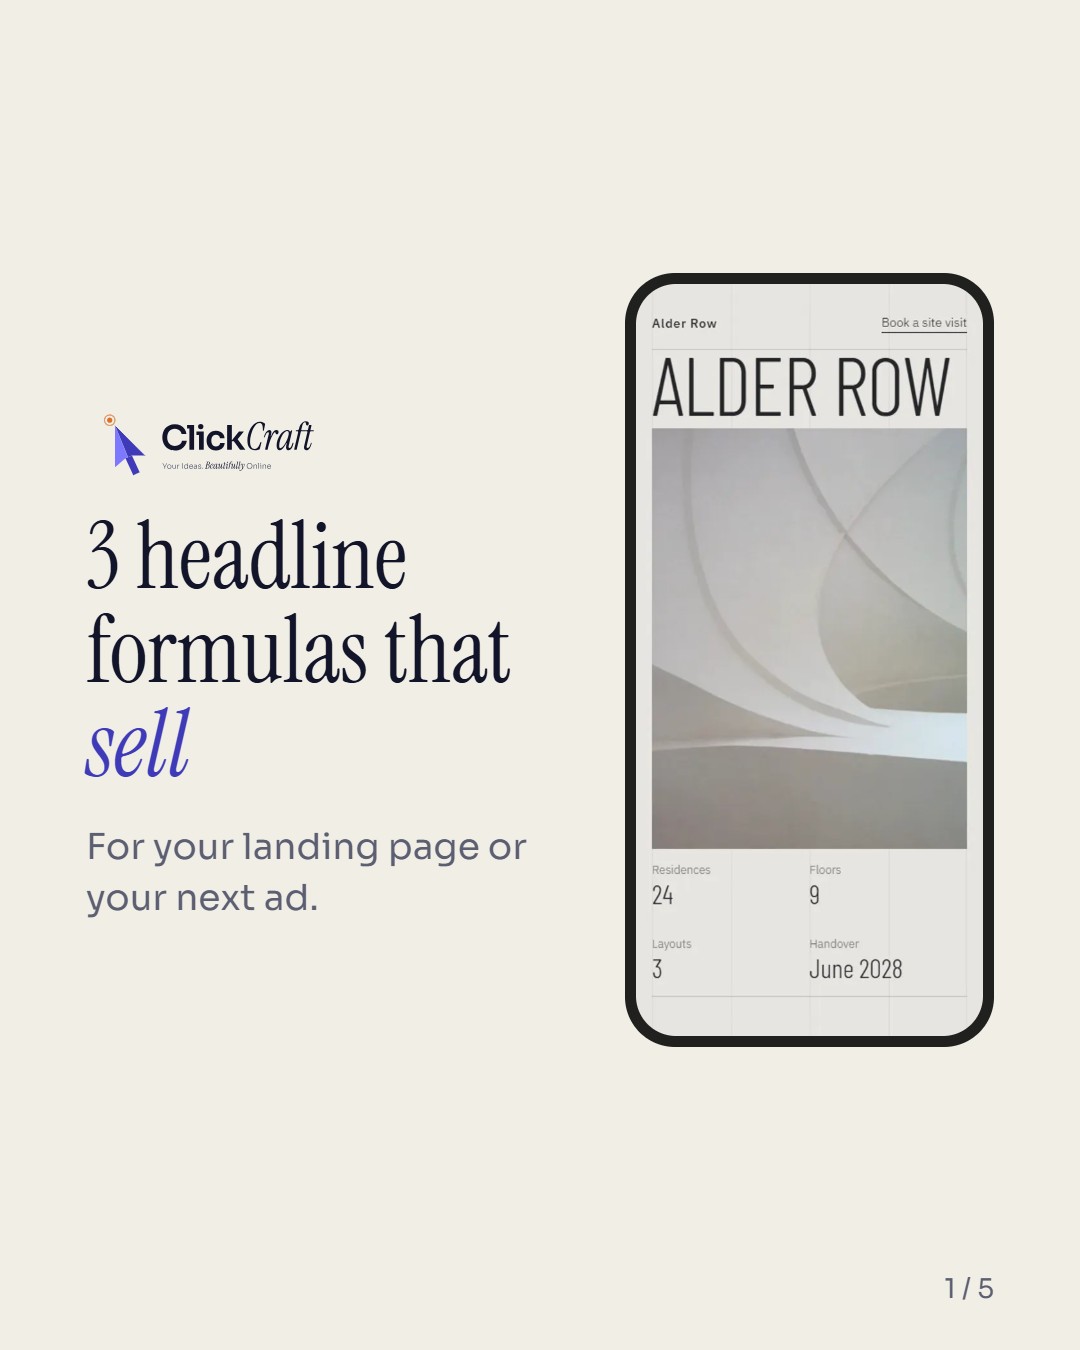 ClickCraft
Your Ideas. Beautifully Online
3 headline
formulas that
sell
For your landing page or
your next ad.
Alder Row
Book a site visit
ALDER ROW
Residences
24
Floors
9
Layouts
3
Handover
June 2028
1 / 5